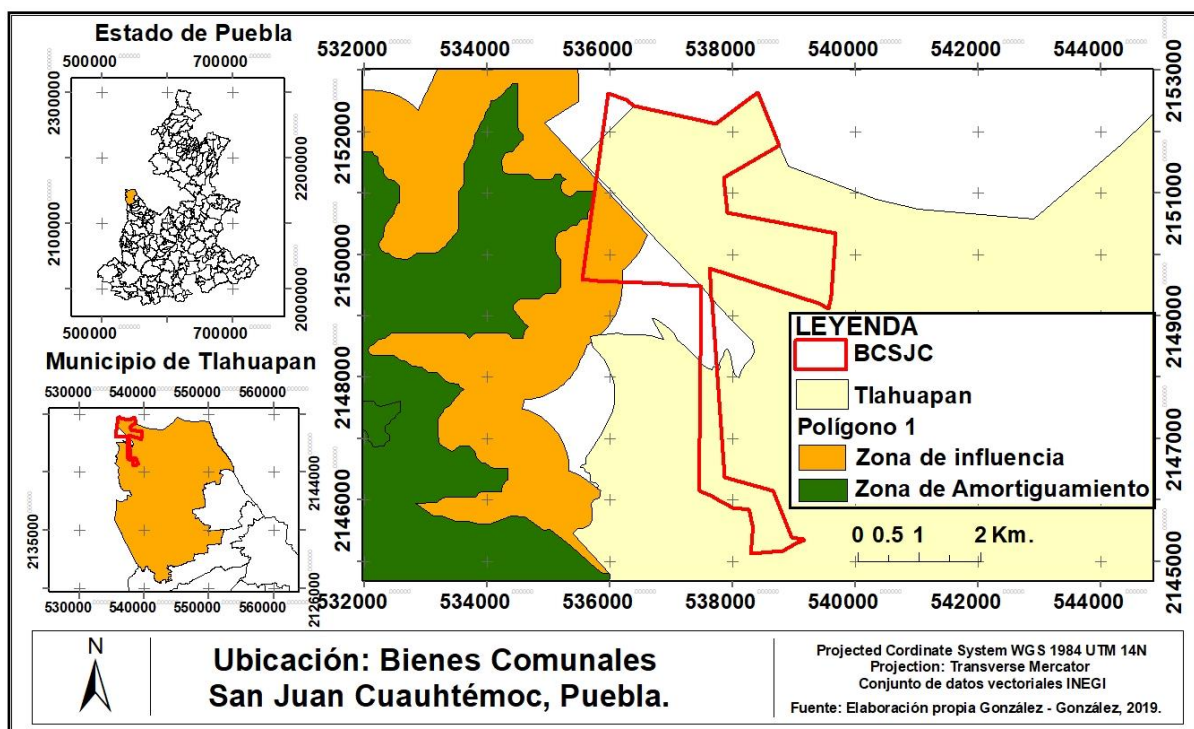 Estado de Puebla
500000 700000
2300000
2200000
2100000
2000000
500000 700000
Municipio de Tlahuapan
530000 540000 550000 560000
2144000
2135000
2126000
530000 540000 550000 560000
532000 534000 536000 538000 540000 542000 544000
2153000
2152000
2151000
2150000
2149000
2148000
2147000
2146000
2145000
532000 534000 536000 538000 540000 542000 544000
LEYENDA
BCSJC
Tlahuapan
Polígono 1
Zona de influencia
Zona de Amortiguamiento
0 0.5 1 2 Km.
N
Ubicación: Bienes Comunales
San Juan Cuauhtémoc, Puebla.
Projected Cordinate System WGS 1984 UTM 14N
Projection: Transverse Mercator
Conjunto de datos vectoriales INEGI
Fuente: Elaboración propia González - González, 2019.